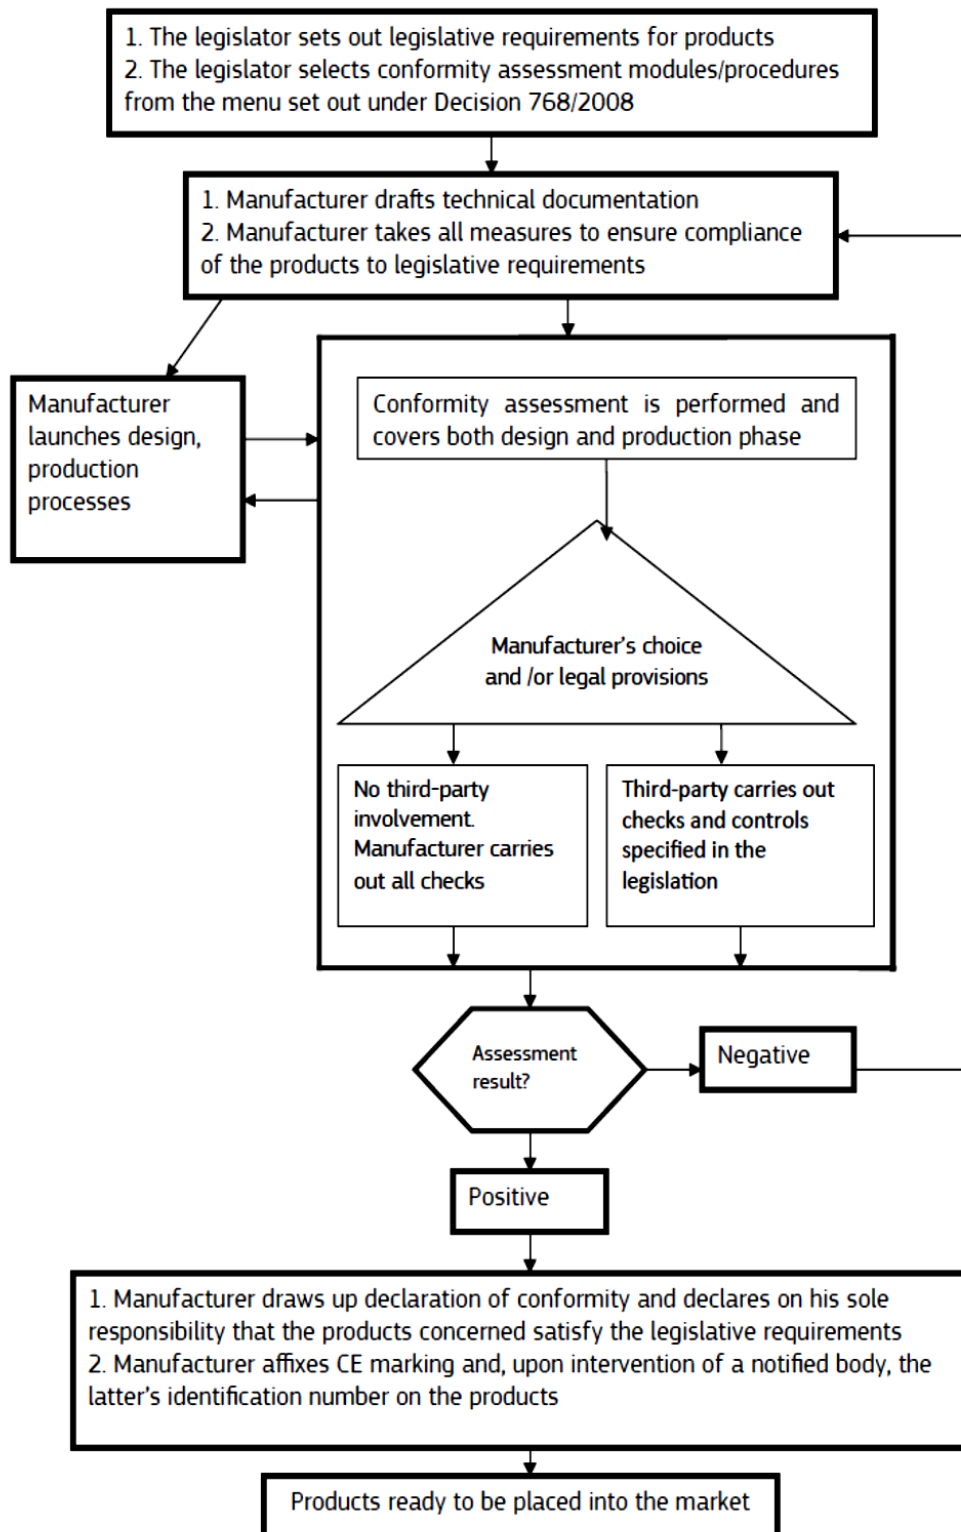 1. The legislator sets out legislative requirements for products
2. The legislator selects conformity assessment modules/procedures
from the menu set out under Decision 768/2008
1. Manufacturer drafts technical documentation
2. Manufacturer takes all measures to ensure compliance
of the products to legislative requirements
Manufacturer
launches design,
production
processes
Conformity assessment is performed and
covers both design and production phase
Manufacturer's choice
and /or legal provisions
No third-party
involvement.
Manufacturer carries
out all checks
Third-party carries out
checks and controls
specified in the
legislation
Assessment
result?
Negative
Positive
1. Manufacturer draws up declaration of conformity and declares on his sole
responsibility that the products concerned satisfy the legislative requirements
2. Manufacturer affixes CE marking and, upon intervention of a notified body, the
latter's identification number on the products
Products ready to be placed into the market